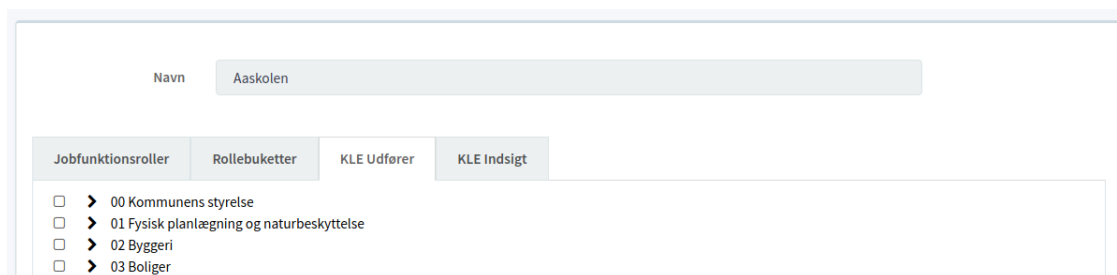 Navn Aaskolen
Jobfunktionsroller Rollebuketter KLE Udfører KLE Indsigt
00 Kommunens styrelse
01 Fysisk planlægning og naturbeskyttelse
02 Byggeri
03 Boliger